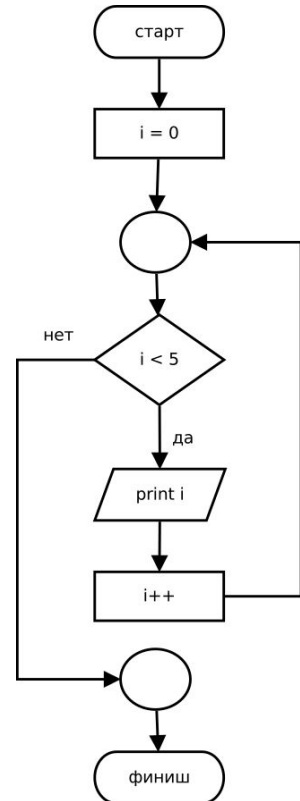 старт
i = 0
нет
i < 5
да
print i
i++
финиш